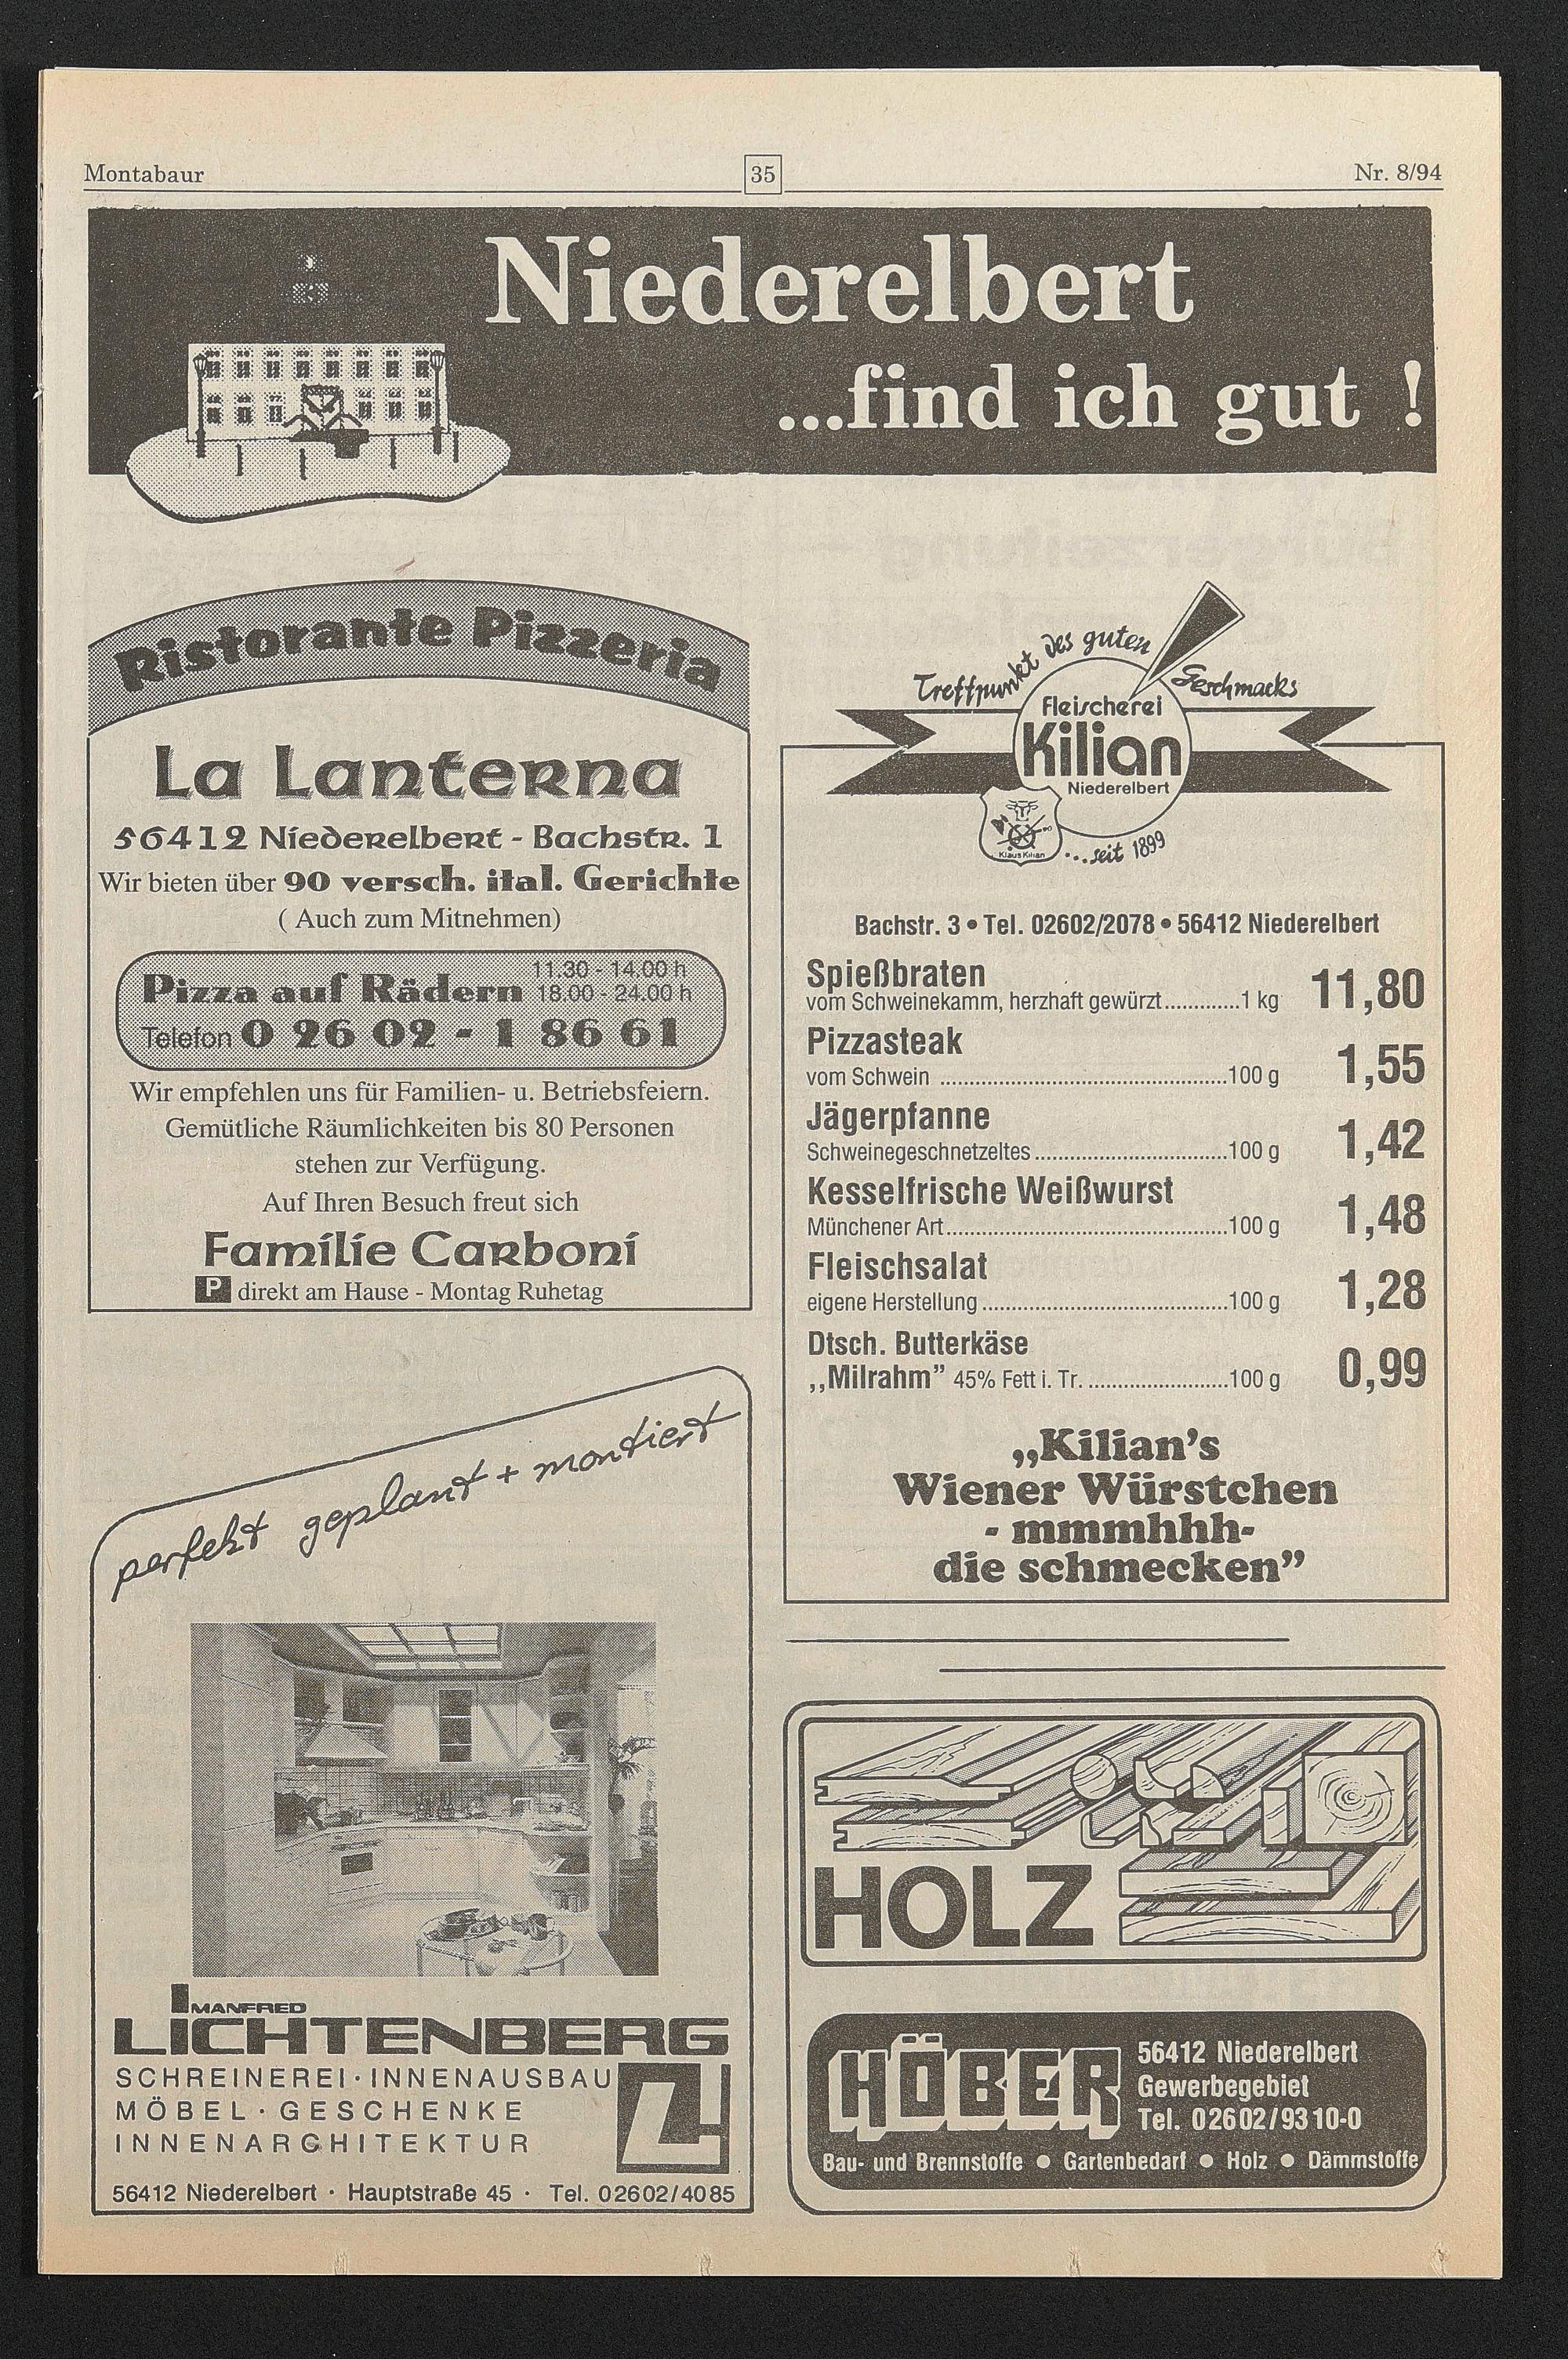 Montabaur
35
Nr. 8/94
Niederelbert
...find ich gut !
Ristorante Pizzeria
La Lanterna
56412 Niederelbert - Bachstr. 1
Wir bieten über 90 versch. ital. Gerichte
( Auch zum Mitnehmen)
Pizza auf Rädern
11.30 - 14.00 h
18.00 - 24.00 h
Telefon 0 26 02 - 1 86 61
Wir empfehlen uns für Familien- u. Betriebsfeiern.
Gemütliche Räumlichkeiten bis 80 Personen
stehen zur Verfügung.
Auf Ihren Besuch freut sich
Familie Carboni
P direkt am Hause - Montag Ruhetag
Treffpunkt des guten Geschmacks
Fleischerei
Kilian
Niederelbert
Klaus Kilian
...seit 1899
Bachstr. 3 • Tel. 02602/2078 • 56412 Niederelbert
Spießbraten
vom Schweinekamm, herzhaft gewürzt.............1 kg 11,80
Pizzasteak
vom Schwein ..................................................100 g 1,55
Jägerpfanne
Schweinegeschnetzeltes..................................100 g 1,42
Kesselfrische Weißwurst
Münchener Art.................................................100 g 1,48
Fleischsalat
eigene Herstellung...........................................100 g 1,28
Dtsch. Butterkäse
,,Milrahm” 45% Fett i. Tr. .........................100 g 0,99
,,Kilian’s
Wiener Würstchen
- mmmhhh-
die schmecken”
perfekt geplant + montiert
MANFRED
LICHTENBERG
SCHREINEREI · INNENAUSBAU
MÖBEL · GESCHENKE
INNENARCHITEKTUR
56412 Niederelbert · Hauptstraße 45 · Tel. 02602/4085
HOLZ
HÖBER
56412 Niederelbert
Gewerbegebiet
Tel. 02602/9310-0
Bau- und Brennstoffe ● Gartenbedarf ● Holz ● Dämmstoffe